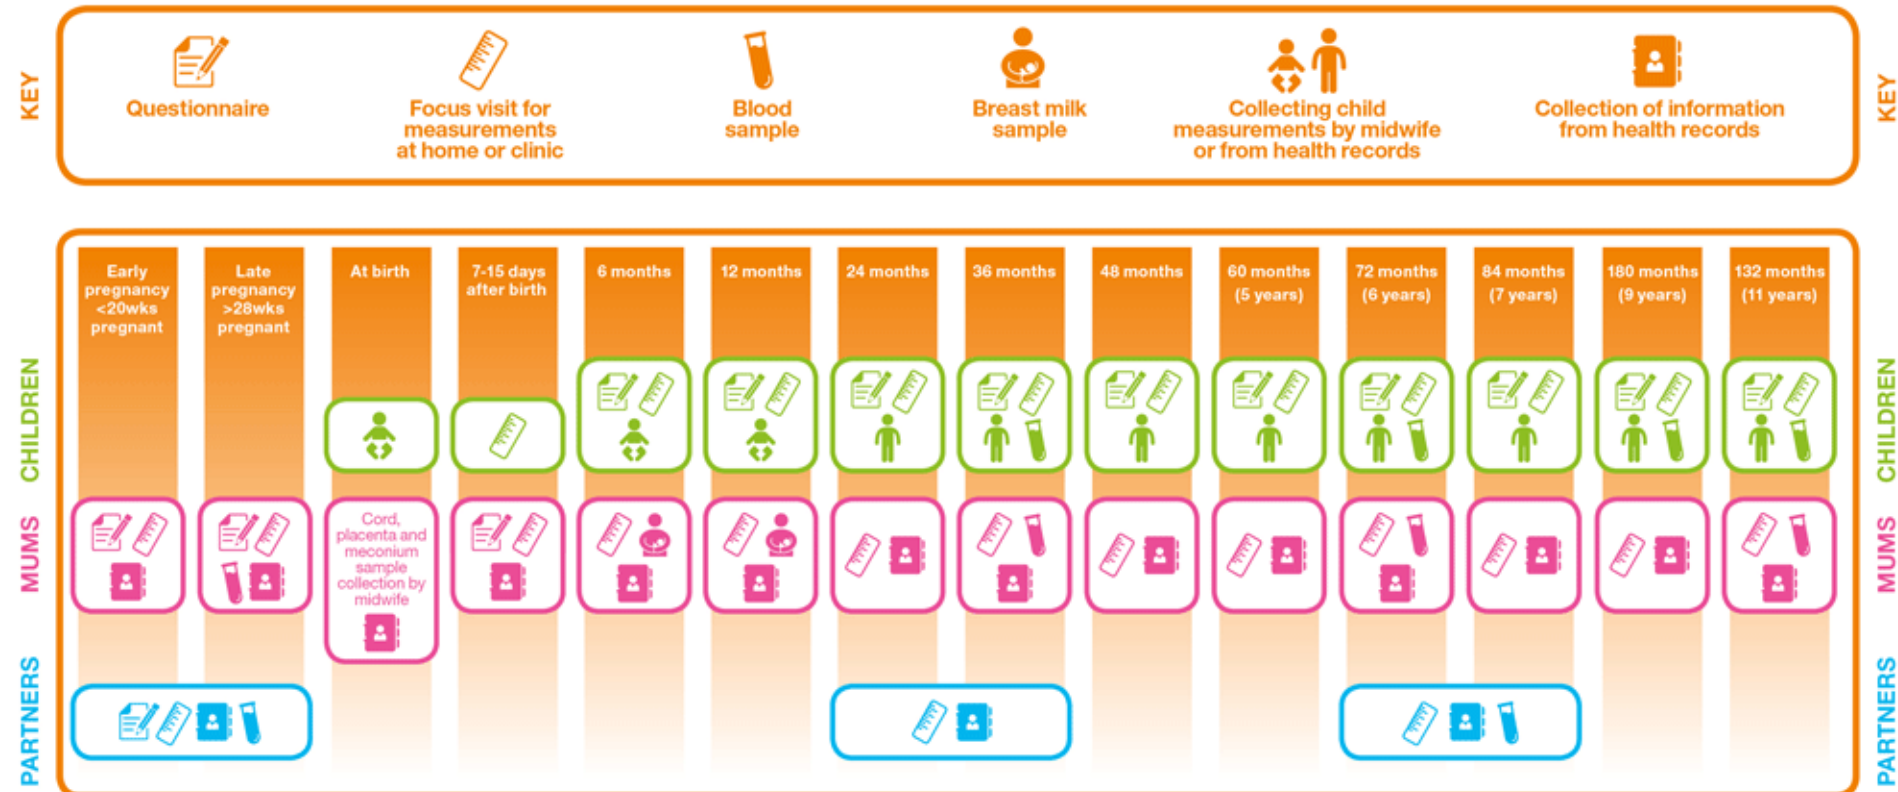 KEY
Questionnaire
Focus visit for
measurements
at home or clinic
Blood
sample
Breast milk
sample
Collecting child
measurements by midwife
or from health records
Collection of information
from health records
KEY
Early
pregnancy
<20wks
pregnant
Late
pregnancy
>28wks
pregnant
At birth
7-15 days
after birth
6 months
12 months
24 months
36 months
48 months
60 months
(5 years)
72 months
(6 years)
84 months
(7 years)
180 months
(9 years)
132 months
(11 years)
CHILDREN
CHILDREN
MUMS
Cord,
placenta and
meconium
sample
collection by
midwife
MUMS
PARTNERS
PARTNERS